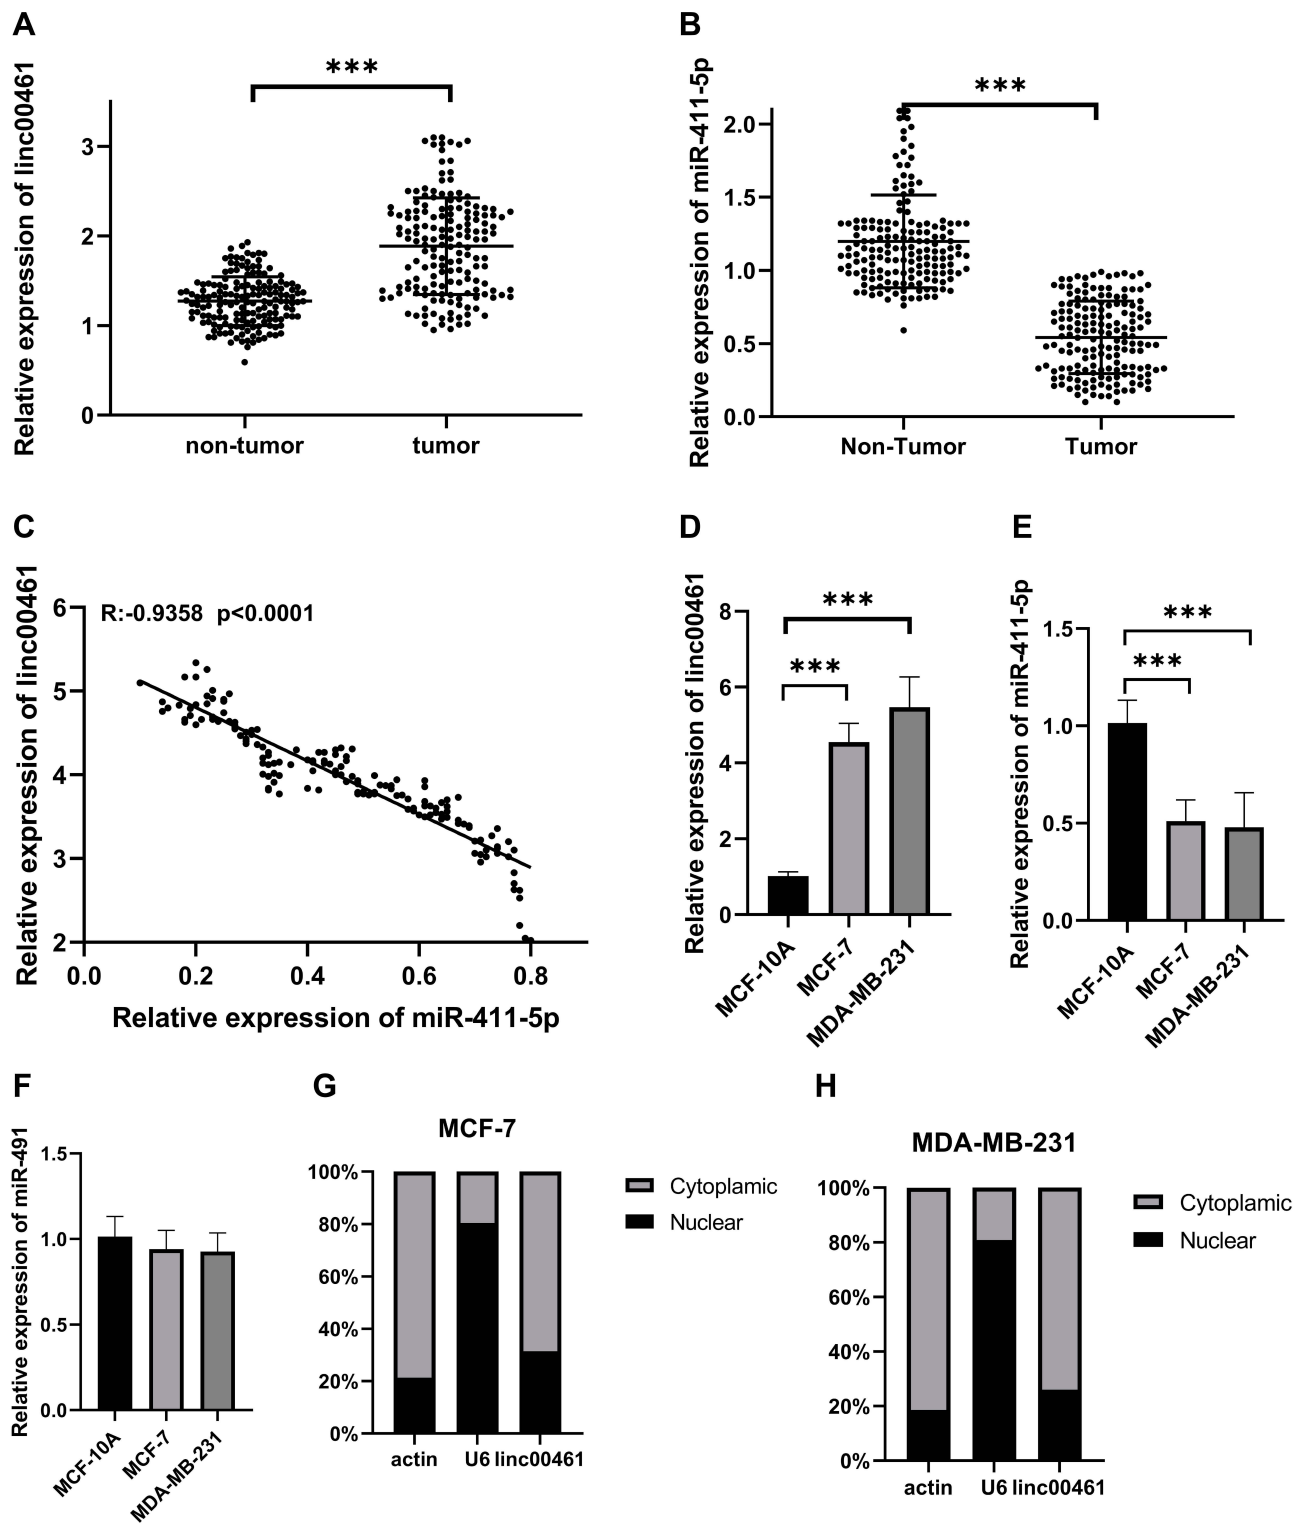 A
Relative expression of linc00461
***
3
2
1
0
non-tumor
tumor
B
Relative expression of miR-411-5p
***
2.0
1.5
1.0
0.5
0.0
Non-Tumor
Tumor
C
Relative expression of linc00461
R:-0.9358 p<0.0001
6
5
4
3
2
0.0 0.2 0.4 0.6 0.8
Relative expression of miR-411-5p
D
Relative expression of linc00461
***
***
8
6
4
2
0
MCF-10A
MCF-7
MDA-MB-231
E
Relative expression of miR-411-5p
***
***
1.5
1.0
0.5
0.0
MCF-10A
MCF-7
MDA-MB-231
F
Relative expression of miR-491
1.5
1.0
0.5
0.0
MCF-10A
MCF-7
MDA-MB-231
G
MCF-7
100%
80%
60%
40%
20%
0%
actin U6 linc00461
Cytoplamic
Nuclear
H
MDA-MB-231
100%
80%
60%
40%
20%
0%
actin U6 linc00461
Cytoplamic
Nuclear